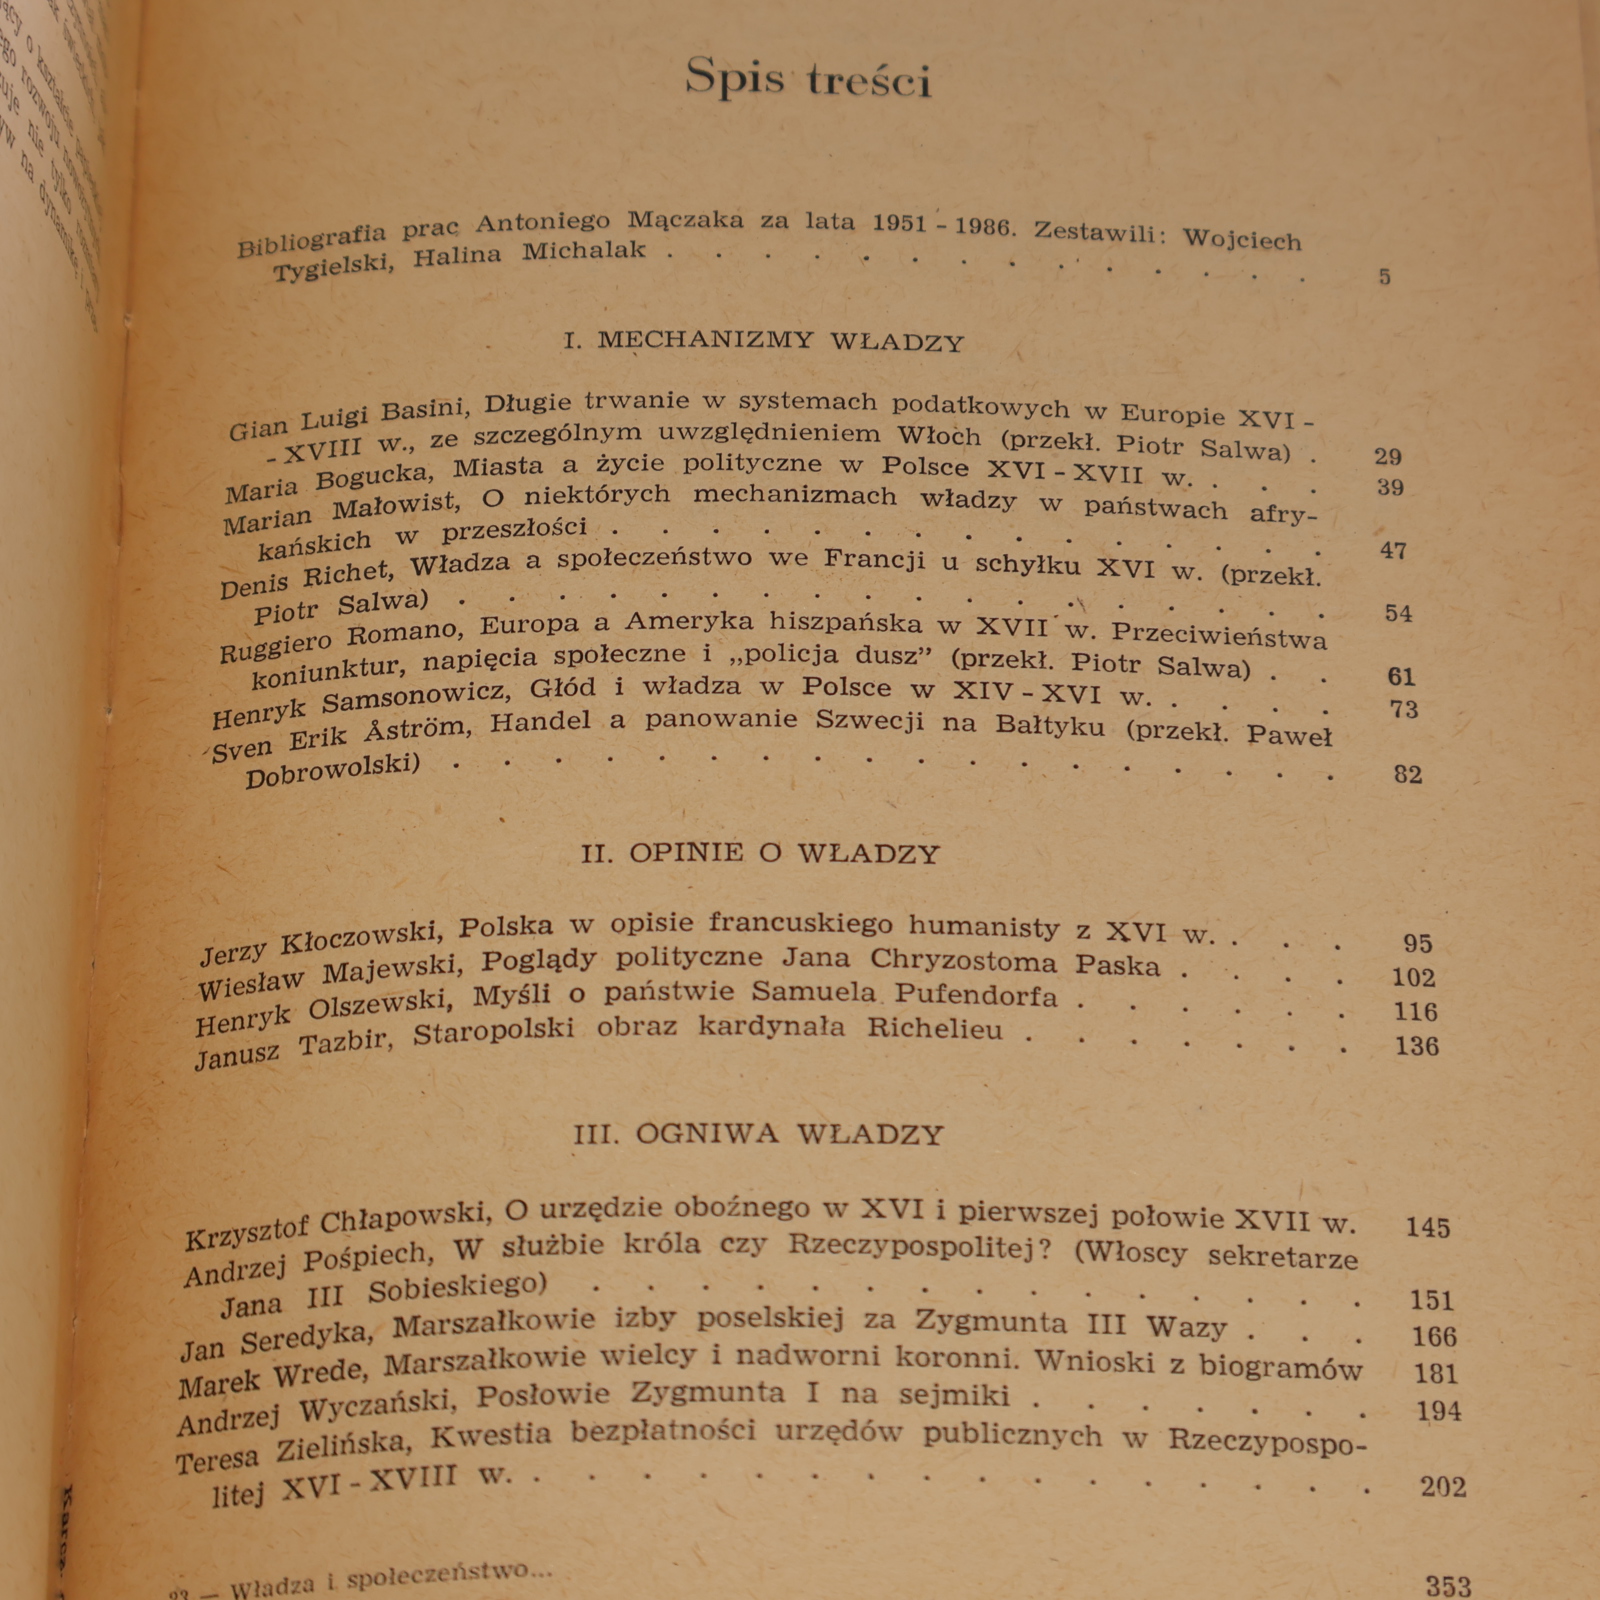 Spis treści
Bibliografia prac Antoniego Mączaka za lata 1951 - 1986. Zestawili: Wojciech
Tygielski, Halina Michalak . . . . . . . . . . . . . . 5
I. MECHANIZMY WŁADZY
Gian Luigi Basini, Długie trwanie w systemach podatkowych w Europie XVI -
- XVIII w., ze szczególnym uwzględnieniem Włoch (przekł. Piotr Salwa) . 29
Maria Bogucka, Miasta a życie polityczne w Polsce XVI - XVII w. . . . 39
Marian Małowist, O niektórych mechanizmach władzy w państwach afry-
kańskich w przeszłości . . . . . . . . . . . . . . . 47
Denis Richet, Władza a społeczeństwo we Francji u schyłku XVI w. (przekł.
Piotr Salwa) . . . . . . . . . . . . . . . . . . 54
Ruggiero Romano, Europa a Ameryka hiszpańska w XVII w. Przeciwieństwa
koniunktur, napięcia społeczne i „policja dusz” (przekł. Piotr Salwa) . . 61
Henryk Samsonowicz, Głód i władza w Polsce w XIV - XVI w. . . . . 73
Sven Erik Åström, Handel a panowanie Szwecji na Bałtyku (przekł. Paweł
Dobrowolski) . . . . . . . . . . . . . . . . . . 82
II. OPINIE O WŁADZY
Jerzy Kłoczowski, Polska w opisie francuskiego humanisty z XVI w. . . . 95
Wiesław Majewski, Poglądy polityczne Jana Chryzostoma Paska . . . . 102
Henryk Olszewski, Myśli o państwie Samuela Pufendorfa . . . . . . 116
Janusz Tazbir, Staropolski obraz kardynała Richelieu . . . . . . . 136
III. OGNIWA WŁADZY
Krzysztof Chłapowski, O urzędzie oboźnego w XVI i pierwszej połowie XVII w. 145
Andrzej Pośpiech, W służbie króla czy Rzeczypospolitej? (Włoscy sekretarze
Jana III Sobieskiego) . . . . . . . . . . . . . . . 151
Jan Seredyka, Marszałkowie izby poselskiej za Zygmunta III Wazy . . . 166
Marek Wrede, Marszałkowie wielcy i nadworni koronni. Wnioski z biogramów 181
Andrzej Wyczański, Posłowie Zygmunta I na sejmiki . . . . . . . 194
Teresa Zielińska, Kwestia bezpłatności urzędów publicznych w Rzeczypospo-
litej XVI - XVIII w. . . . . . . . . . . . . . . . . 202
23 — Władza i społeczeństwo... 353